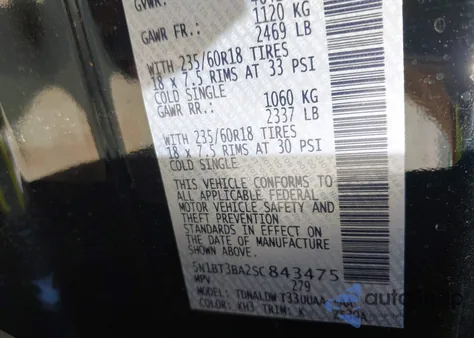 GVWR:
1120 KG
GAWR FR.: 2469 LB
WITH 235/60R18 TIRES
18 X 7.5 RIMS AT 33 PSI
COLD SINGLE 1060 KG
GAWR RR.: 2337 LB
WITH 235/60R18 TIRES
18 X 7.5 RIMS AT 30 PSI
COLD SINGLE
THIS VEHICLE CONFORMS TO
ALL APPLICABLE FEDERAL
MOTOR VEHICLE SAFETY AND
THEFT PREVENTION
STANDARDS IN EFFECT ON
THE DATE OF MANUFACTURE
SHOWN ABOVE.
5N1BT3BA2SC843475
MPV 279
MODEL: TDNALDW T33UUAA
COLOR: KH3 TRIM: K